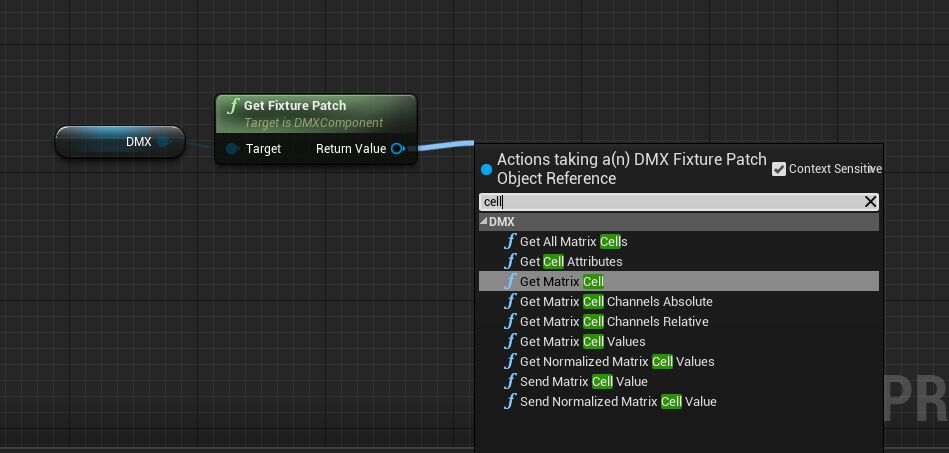 Get Fixture Patch
Target is DMXComponent
DMX
Target
Return Value
Actions taking a(n) DMX Fixture Patch
Object Reference
Context Sensitive
cell
DMX
Get All Matrix Cells
Get Cell Attributes
Get Matrix Cell
Get Matrix Cell Channels Absolute
Get Matrix Cell Channels Relative
Get Matrix Cell Values
Get Normalized Matrix Cell Values
Send Matrix Cell Value
Send Normalized Matrix Cell Value
PR